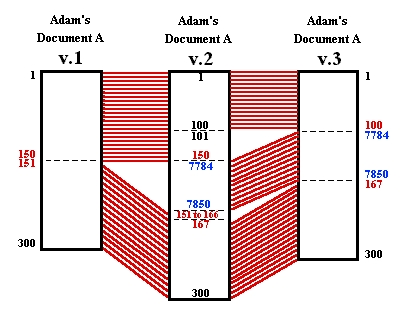 Adam's
Document A
v.1
Adam's
Document A
v.2
Adam's
Document A
v.3
1
150
151
300
1
100
101
150
7784
7850
151 to 166
167
300
1
100
7784
7850
167
300